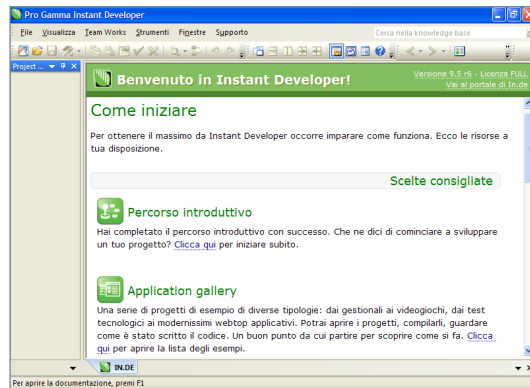 Pro Gamma Instant Developer
File Visualizza Team Works Strumenti Finestre Supporto
Cerca nella knowledge base
Project ...
Benvenuto in Instant Developer!
Versione 9.5 r6 - Licenza FULL
Vai al portale di In.de
Come iniziare
Per ottenere il massimo da Instant Developer occorre imparare come funziona. Ecco le risorse a
tua disposizione.
Scelte consigliate
Percorso introduttivo
Hai completato il percorso introduttivo con successo. Che ne dici di cominciare a sviluppare
un tuo progetto? Clicca qui per iniziare subito.
Application gallery
Una serie di progetti di esempio di diverse tipologie: dai gestionali ai videogiochi, dai test
tecnologici ai modernissimi webtop applicativi. Potrai aprire i progetti, compilarli, guardare
come è stato scritto il codice. Un buon punto da cui partire per scoprire come si fa. Clicca
qui per aprire la lista degli esempi.
IN.DE
Per aprire la documentazione, premi F1